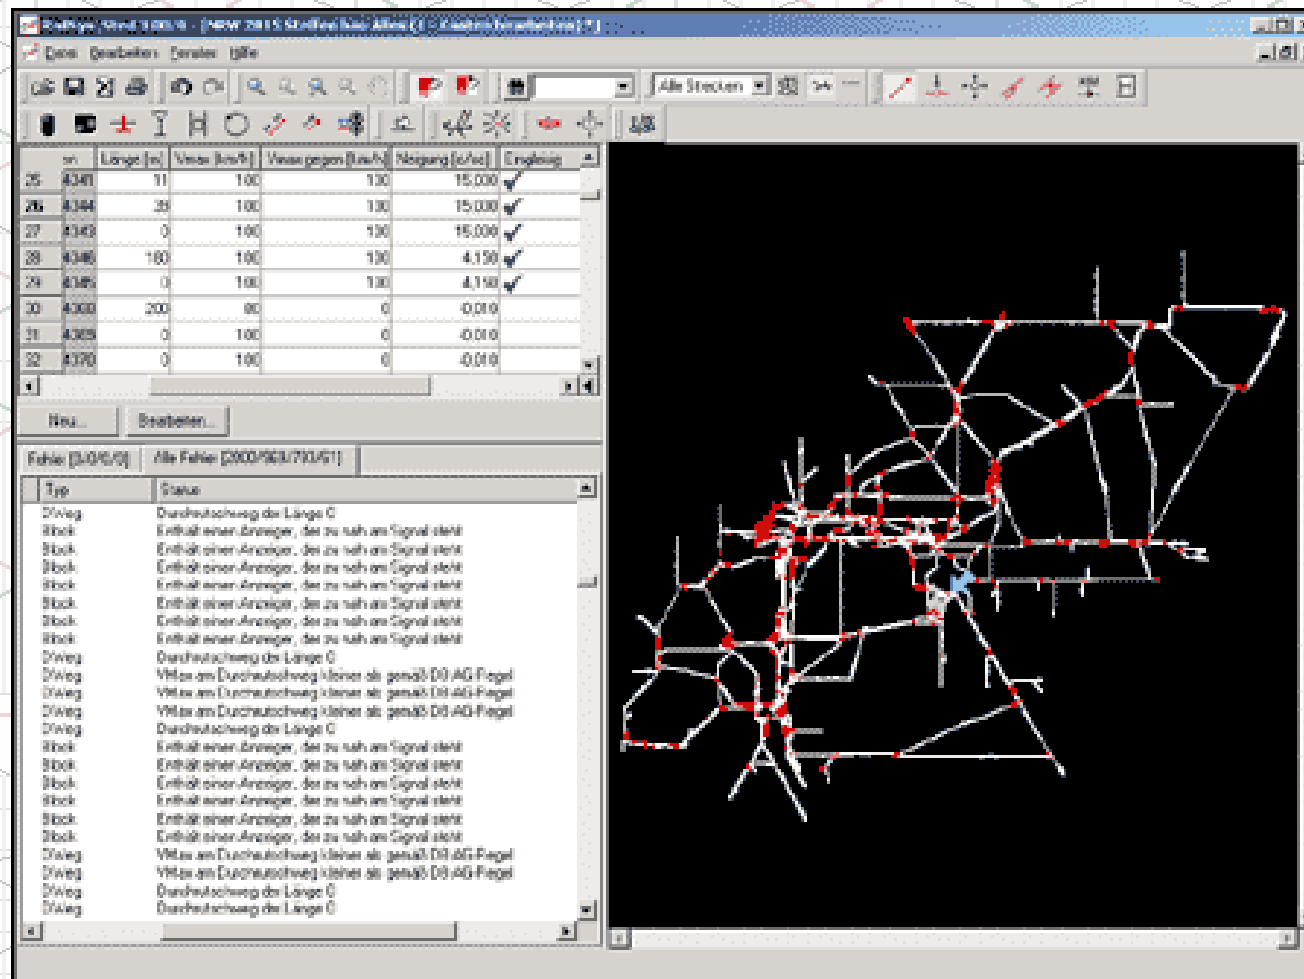 Datei Bearbeiten Fenster Hilfe
Alle Strecken
Länge [m] Vmax [km/h] Vmax gegen [km/h] Neigung [o/oo] Eingleisig
25 4341 11 100 100 15,000
26 4344 100 100 15,000
27 4343 0 100 100 15,000
28 4346 160 100 100 4,150
29 4345 0 100 100 4,150
30 200 80 0 -0,010
31 4369 0 100 0 -0,010
32 4370 0 100 0 -0,010
Neu... Bearbeiten...
Fehler [0/0/0/0] Alle Fehler
Typ Status
D'Weg Durchrutschweg der Länge 0
Block Enthält einen Anzeiger, der zu nah am Signal steht
Block Enthält einen Anzeiger, der zu nah am Signal steht
Block Enthält einen Anzeiger, der zu nah am Signal steht
Block Enthält einen Anzeiger, der zu nah am Signal steht
Block Enthält einen Anzeiger, der zu nah am Signal steht
Block Enthält einen Anzeiger, der zu nah am Signal steht
Block Enthält einen Anzeiger, der zu nah am Signal steht
D'Weg Durchrutschweg der Länge 0
D'Weg VMax am Durchrutschweg kleiner als gemäß DB AG-Regel
D'Weg VMax am Durchrutschweg kleiner als gemäß DB AG-Regel
D'Weg VMax am Durchrutschweg kleiner als gemäß DB AG-Regel
D'Weg Durchrutschweg der Länge 0
Block Enthält einen Anzeiger, der zu nah am Signal steht
Block Enthält einen Anzeiger, der zu nah am Signal steht
Block Enthält einen Anzeiger, der zu nah am Signal steht
Block Enthält einen Anzeiger, der zu nah am Signal steht
Block Enthält einen Anzeiger, der zu nah am Signal steht
Block Enthält einen Anzeiger, der zu nah am Signal steht
D'Weg VMax am Durchrutschweg kleiner als gemäß DB AG-Regel
D'Weg VMax am Durchrutschweg kleiner als gemäß DB AG-Regel
D'Weg Durchrutschweg der Länge 0
D'Weg Durchrutschweg der Länge 0